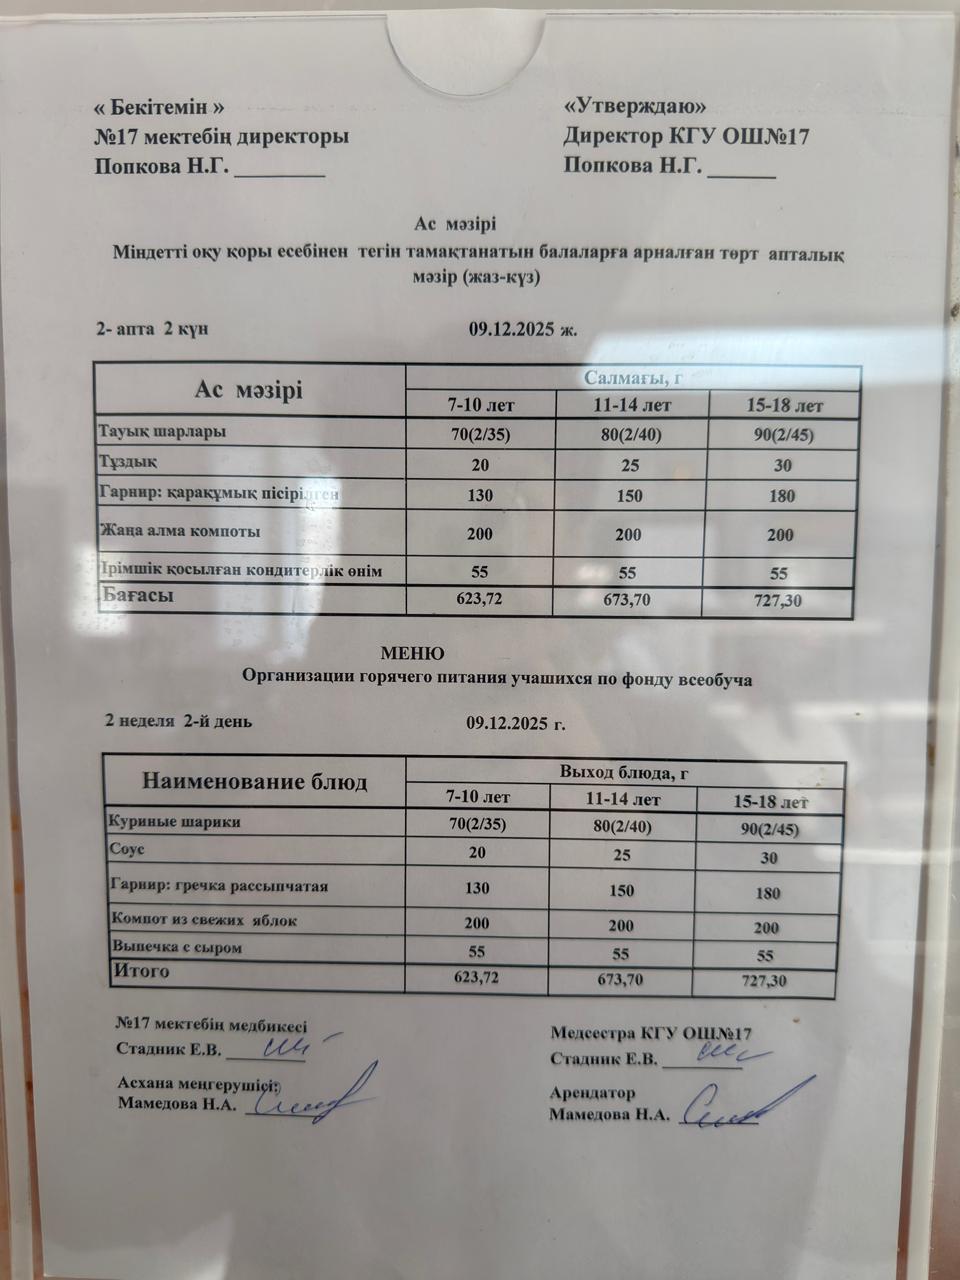 « Бекітемін »
№17 мектебің директоры
Попкова Н.Г. ________
«Утверждаю»
Директор КГУ ОШ№17
Попкова Н.Г. ______
Ас мәзірі
Міндетті оқу қоры есебінен тегін тамақтанатын балаларға арналған төрт апталық
мәзір (жаз-күз)
2- апта 2 күн 09.12.2025 ж.
Ас мәзірі Салмағы, г
7-10 лет 11-14 лет 15-18 лет
Тауық шарлары 70(2/35) 80(2/40) 90(2/45)
Тұздық 20 25 30
Гарнир: қарақұмық пісірілген 130 150 180
Жаңа алма компоты 200 200 200
Ірімшік қосылған кондитерлік өнім 55 55 55
Бағасы 623,72 673,70 727,30
МЕНЮ
Организации горячего питания учашихся по фонду всеобуча
2 неделя 2-й день 09.12.2025 г.
Наименование блюд Выход блюда, г
7-10 лет 11-14 лет 15-18 лет
Куриные шарики 70(2/35) 80(2/40) 90(2/45)
Соус 20 25 30
Гарнир: гречка рассыпчатая 130 150 180
Компот из свежих яблок 200 200 200
Выпечка с сыром 55 55 55
Итого 623,72 673,70 727,30
№17 мектебің медбикесі
Стадник Е.В. ________
Асхана меңгерушісі:
Мамедова Н.А. ________
Медсестра КГУ ОШ№17
Стадник Е.В. ________
Арендатор
Мамедова Н.А. ________